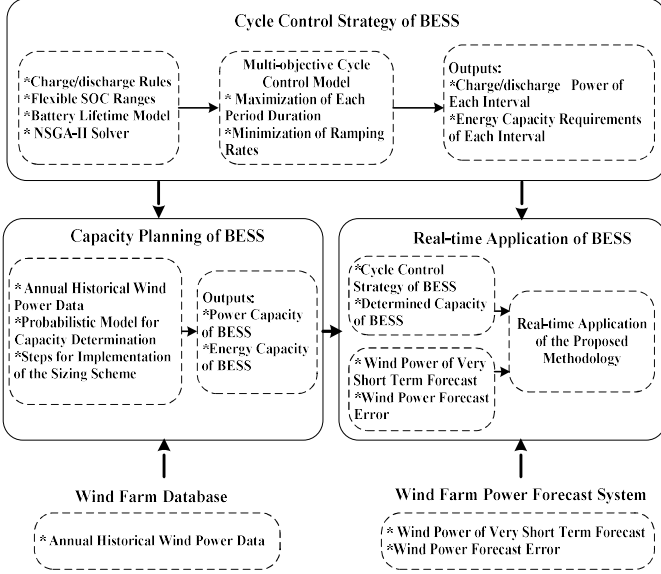 Cycle Control Strategy of BESS
*Charge/discharge Rules
*Flexible SOC Ranges
*Battery Lifetime Model
* NSGA-II Solver
Multi-objective Cycle
Control Model
* Maximization of Each
Period Duration
*Minimization of Ramping
Rates
Outputs:
*Charge/discharge Power of
Each Interval
*Energy Capacity Requirements
of Each Interval
Capacity Planning of BESS
* Annual Historical Wind
Power Data
*Probabilistic Model for
Capacity Determination
*Steps for Implementation
of the Sizing Scheme
Outputs:
*Power Capacity
of BESS
*Energy Capacity
of BESS
Real-time Application of BESS
*Cycle Control
Strategy of BESS
*Determined Capacity
of BESS
* Wind Power of Very
Short Term Forecast
*Wind Power Forecast
Error
Real-time Application
of the Proposed
Methodology
Wind Farm Database
* Annual Historical Wind Power Data
Wind Farm Power Forecast System
* Wind Power of Very Short Term Forecast
*Wind Power Forecast Error